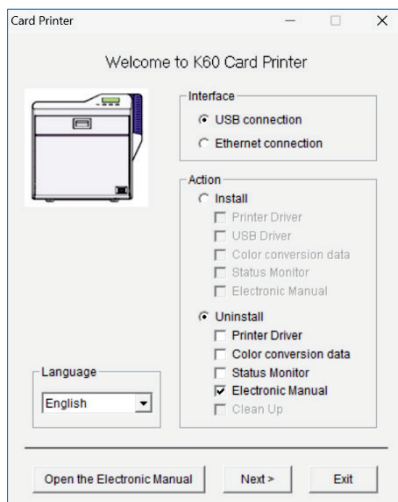 Card Printer
Welcome to K60 Card Printer
Interface
USB connection
Ethernet connection
Action
Install
Printer Driver
USB Driver
Color conversion data
Status Monitor
Electronic Manual
Uninstall
Printer Driver
Color conversion data
Status Monitor
Electronic Manual
Clean Up
Language
English
Open the Electronic Manual
Next >
Exit